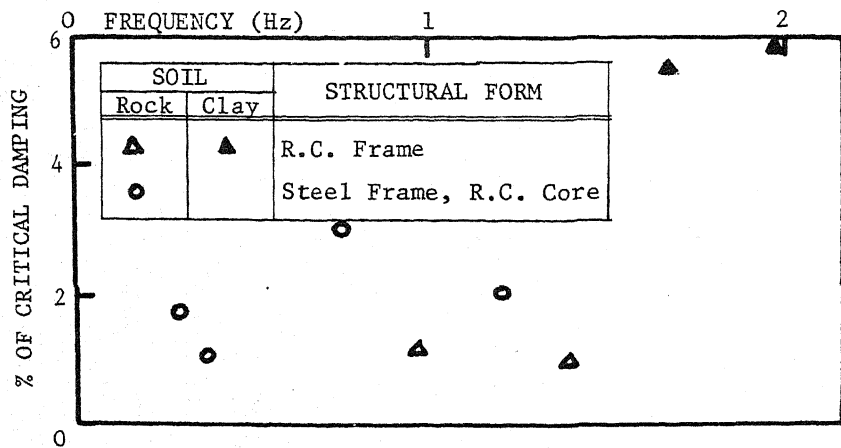 0 FREQUENCY (Hz) 1 2
6
SOIL
STRUCTURAL FORM
Rock Clay
R.C. Frame
4
Steel Frame, R.C. Core
2
0
% OF CRITICAL DAMPING